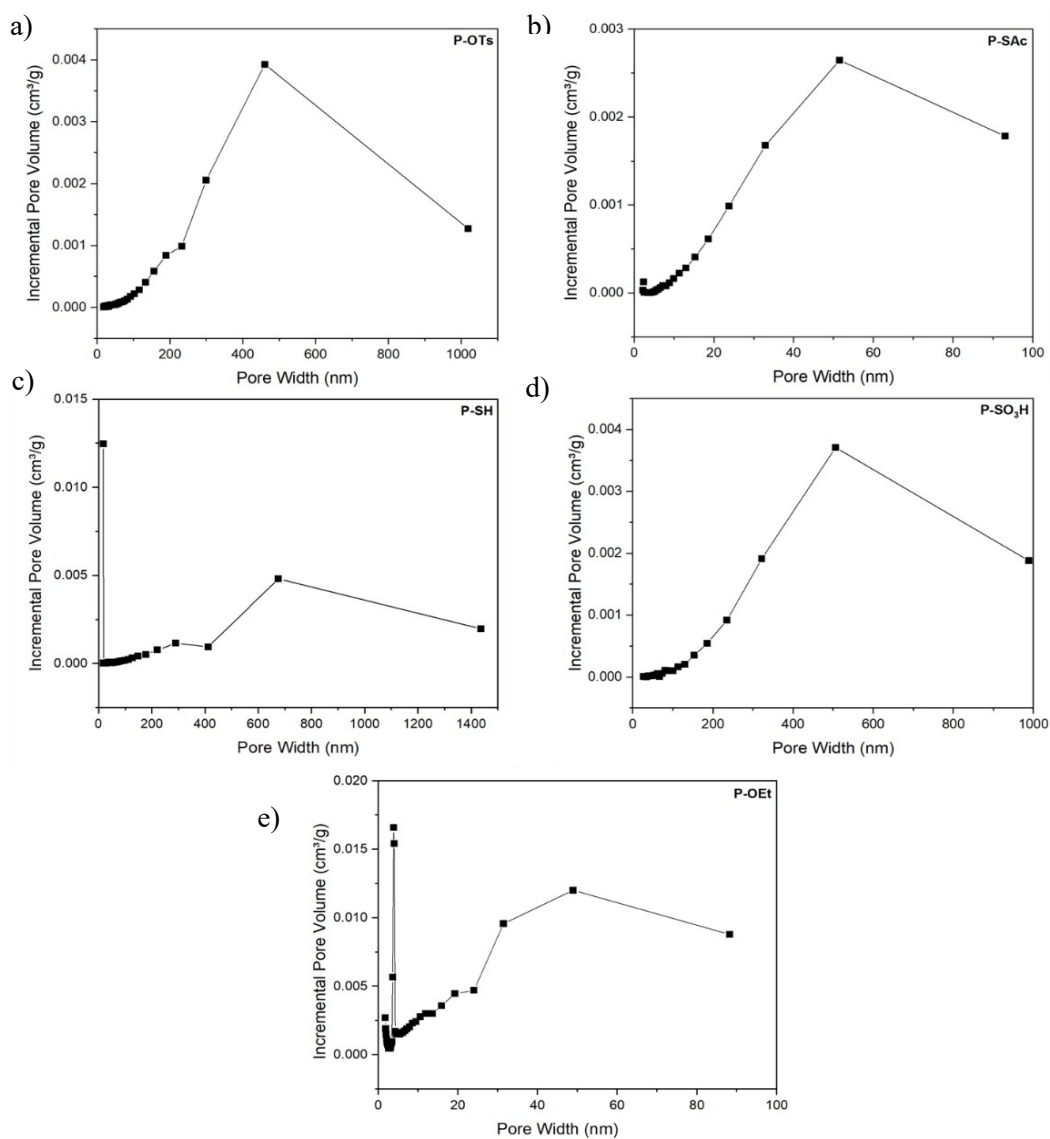 a)
P-OTs
Incremental Pore Volume (cm³/g)
0.004
0.003
0.002
0.001
0.000
0 200 400 600 800 1000
Pore Width (nm)
b)
P-SAc
Incremental Pore Volume (cm³/g)
0.003
0.002
0.001
0.000
0 20 40 60 80 100
Pore Width (nm)
c)
P-SH
Incremental Pore Volume (cm³/g)
0.015
0.010
0.005
0.000
0 200 400 600 800 1000 1200 1400
Pore Width (nm)
d)
P-SO₃H
Incremental Pore Volume (cm³/g)
0.004
0.003
0.002
0.001
0.000
0 200 400 600 800 1000
Pore Width (nm)
e)
P-OEt
Incremental Pore Volume (cm³/g)
0.020
0.015
0.010
0.005
0.000
0 20 40 60 80 100
Pore Width (nm)